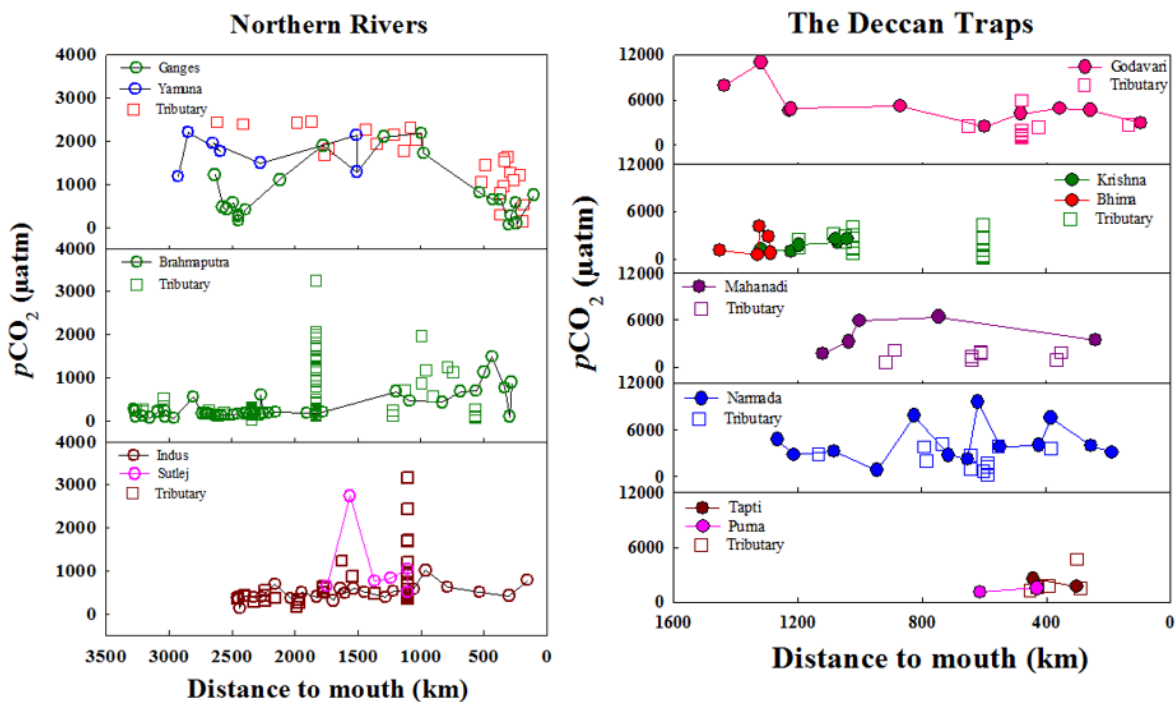 Northern Rivers
4000
Ganges
Yamuna
Tributary
3000
2000
1000
0
4000
Brahmaputra
Tributary
3000
2000
1000
0
4000
Indus
Sutlej
Tributary
3000
2000
1000
0
pCO2 (μatm)
3500 3000 2500 2000 1500 1000 500 0
Distance to mouth (km)
The Deccan Traps
12000
Godavari
Tributary
6000
0
12000
Krishna
Bhima
Tributary
6000
0
12000
Mahanadi
Tributary
6000
0
12000
Narmada
Tributary
6000
0
12000
Tapti
Purna
Tributary
6000
0
pCO2 (μatm)
1600 1200 800 400 0
Distance to mouth (km)